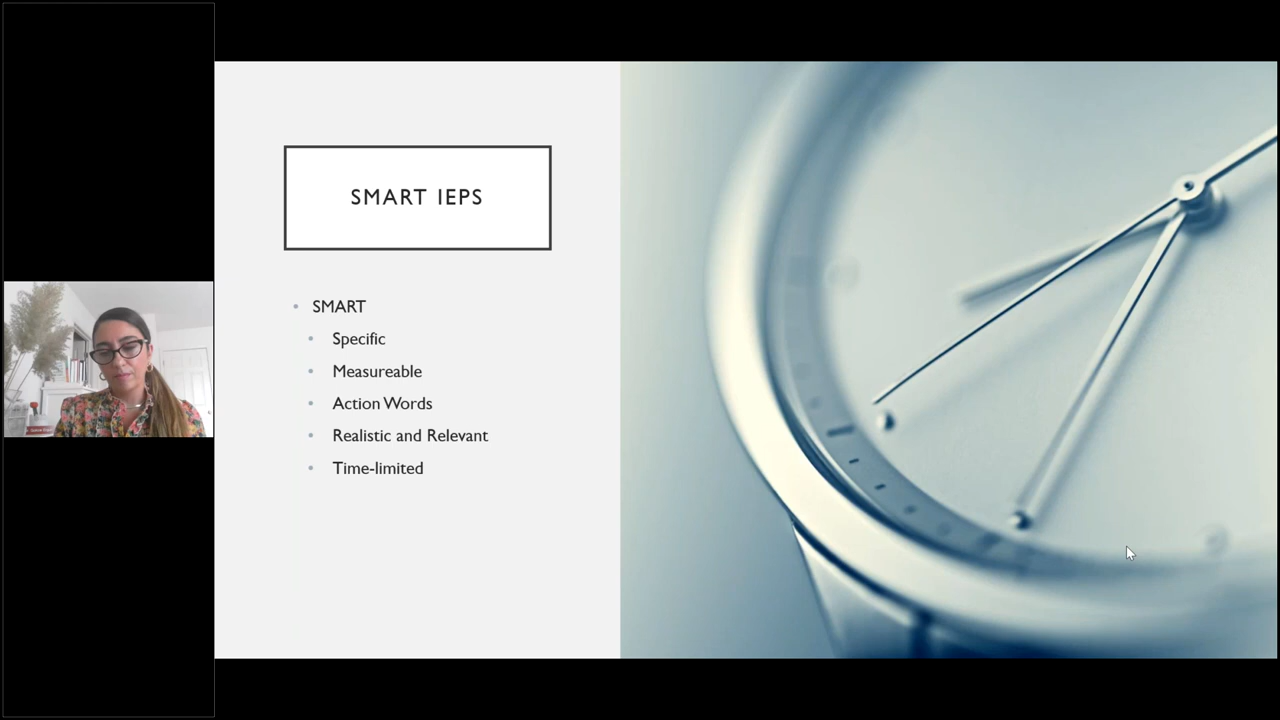 SMART IEPS
SMART
Specific
Measureable
Action Words
Realistic and Relevant
Time-limited